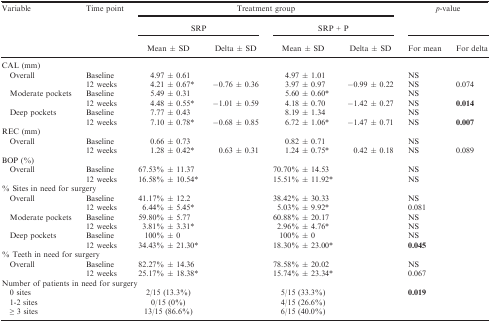 Variable Time point Treatment group p-value
SRP SRP + P
Mean ± SD Delta ± SD Mean ± SD Delta ± SD For mean For delta
CAL (mm)
Overall Baseline 4.97 ± 0.61 4.97 ± 1.01 NS
12 weeks 4.21 ± 0.67* −0.76 ± 0.36 3.97 ± 0.97 −0.99 ± 0.22 NS 0.074
Moderate pockets Baseline 5.49 ± 0.31 5.60 ± 0.60* NS
12 weeks 4.48 ± 0.55* −1.01 ± 0.59 4.18 ± 0.70 −1.42 ± 0.27 NS 0.014
Deep pockets Baseline 7.77 ± 0.43 8.19 ± 1.34 NS
12 weeks 7.10 ± 0.78* −0.68 ± 0.85 6.72 ± 1.06* −1.47 ± 0.71 NS 0.007
REC (mm)
Overall Baseline 0.66 ± 0.73 0.82 ± 0.71 NS
12 weeks 1.28 ± 0.42* 0.63 ± 0.31 1.24 ± 0.75* 0.42 ± 0.18 NS 0.089
BOP (%)
Overall Baseline 67.53% ± 11.37 70.70% ± 14.53 NS
12 weeks 16.58% ± 10.54* 15.51% ± 11.92* NS
% Sites in need for surgery
Overall Baseline 41.17% ± 12.2 38.42% ± 30.33 NS
12 weeks 6.44% ± 5.45* 5.03% ± 9.92* 0.081
Moderate pockets Baseline 59.80% ± 5.77 60.88% ± 20.17 NS
12 weeks 3.81% ± 3.31* 2.96% ± 4.76* NS
Deep pockets Baseline 100% ± 0 100% ± 0 NS
12 weeks 34.43% ± 21.30* 18.30% ± 23.00* 0.045
% Teeth in need for surgery
Overall Baseline 82.27% ± 14.36 78.58% ± 20.02 NS
12 weeks 25.17% ± 18.38* 15.74% ± 23.34* 0.067
Number of patients in need for surgery
0 sites 2/15 (13.3%) 5/15 (33.3%) 0.019
1-2 sites 0/15 (0%) 4/15 (26.6%)
≥ 3 sites 13/15 (86.6%) 6/15 (40.0%)